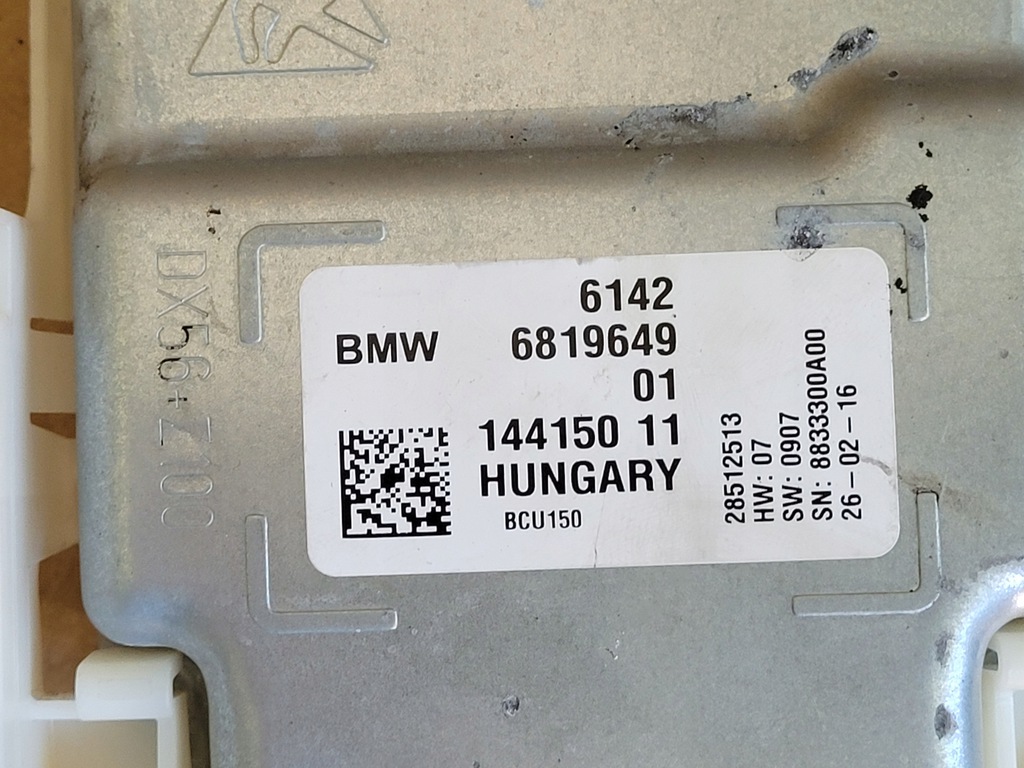 6142
BMW 6819649
01
144150 11
HUNGARY
BCU150
28512513
HW: 07
SW: 0907
SN: 8833300A00
26-02-16
DX56+Z100